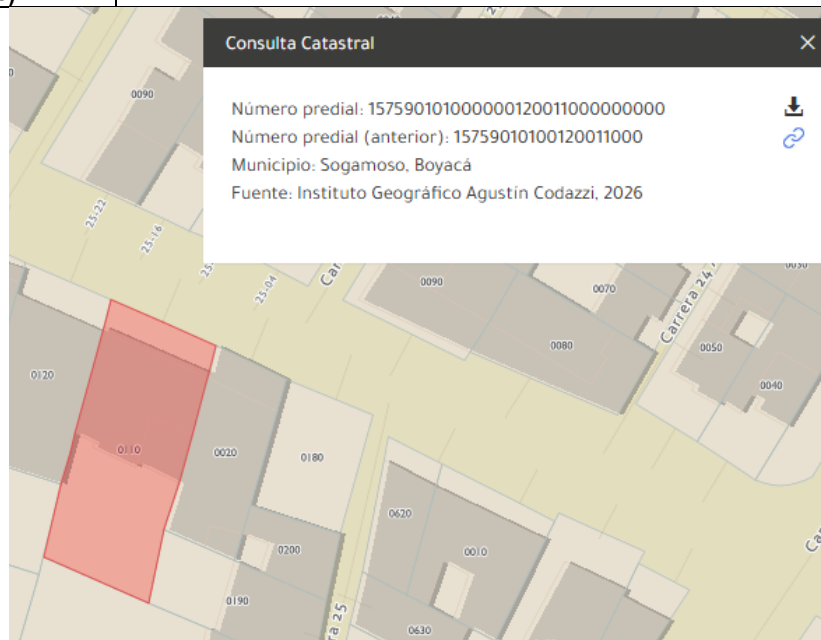 Consulta Catastral
Número predial: 157590101000000120011000000000
Número predial (anterior): 15759010100120011000
Municipio: Sogamoso, Boyacá
Fuente: Instituto Geográfico Agustín Codazzi, 2026
0090
25-22
25-16
25-04
0090
0070
Carrera 24
0080
0050
0040
0120
0110
0020
0180
0620
0010
0200
0190
Carrera 25
0630